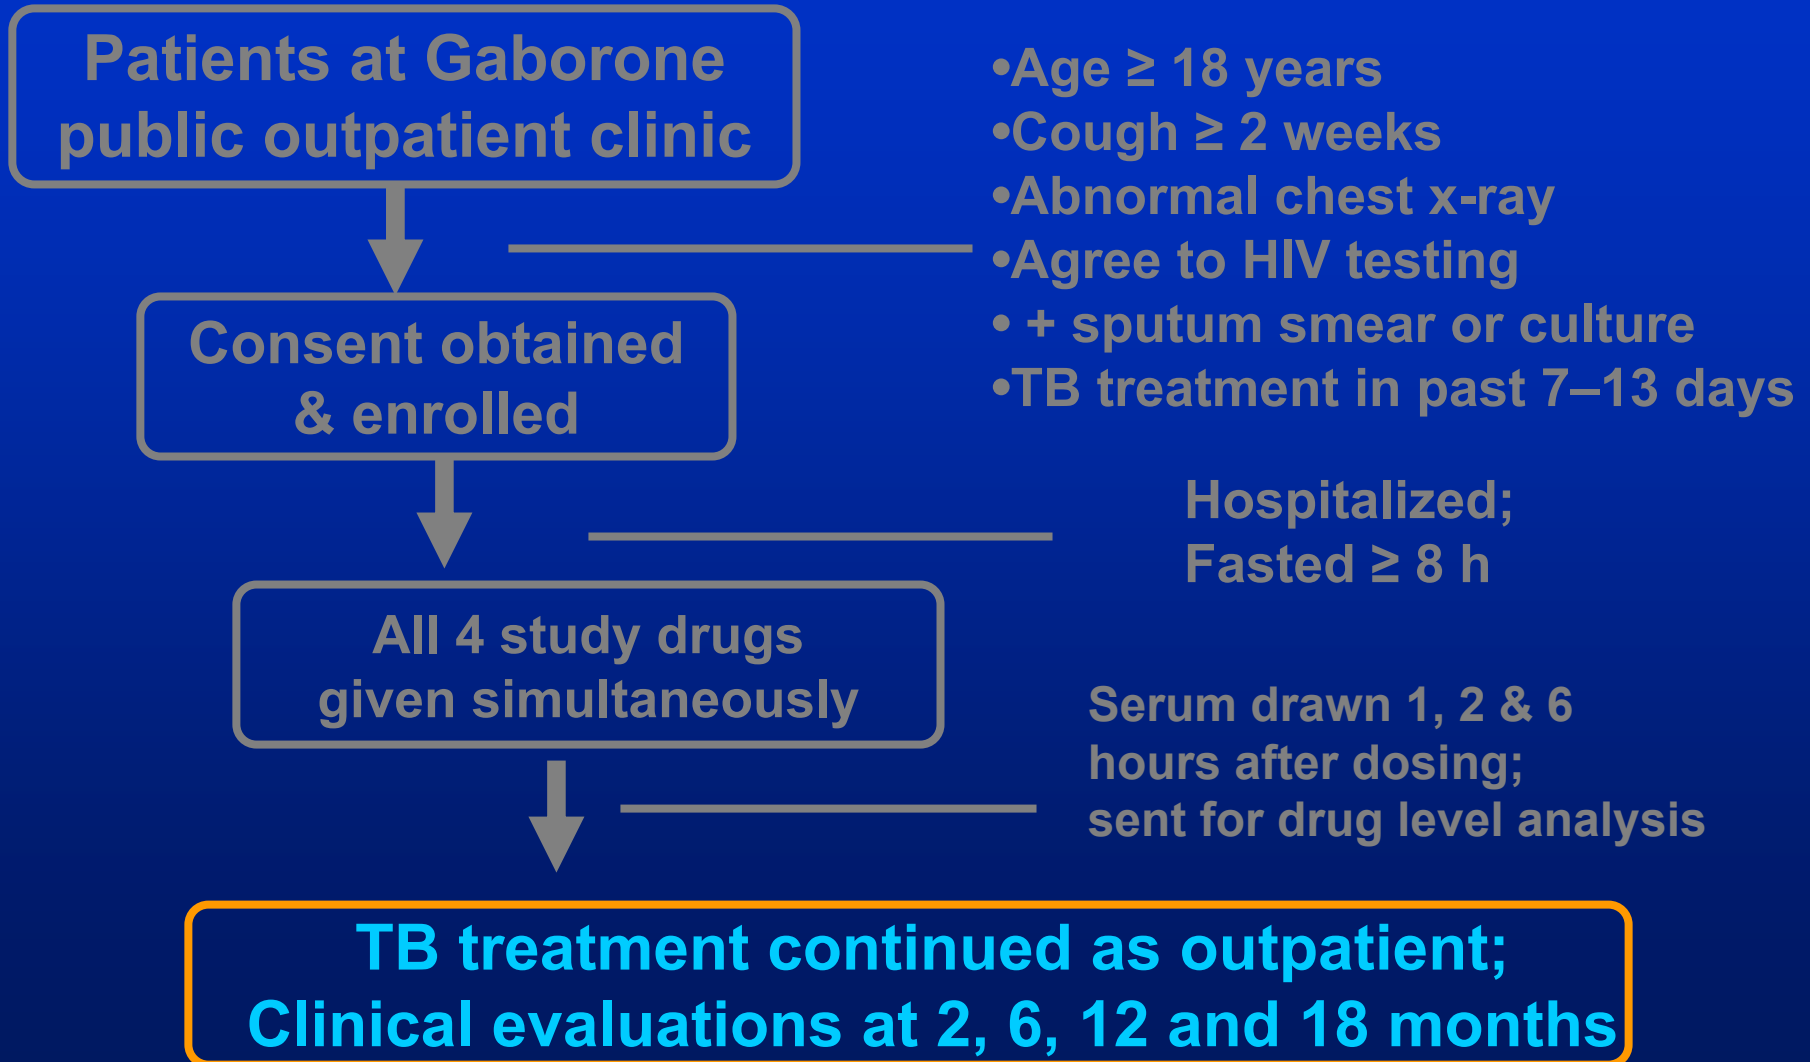 Patients at Gaborone
public outpatient clinic
•Age ≥ 18 years
•Cough ≥ 2 weeks
•Abnormal chest x-ray
•Agree to HIV testing
• + sputum smear or culture
•TB treatment in past 7–13 days
Consent obtained
& enrolled
Hospitalized;
Fasted ≥ 8 h
All 4 study drugs
given simultaneously
Serum drawn 1, 2 & 6
hours after dosing;
sent for drug level analysis
TB treatment continued as outpatient;
Clinical evaluations at 2, 6, 12 and 18 months